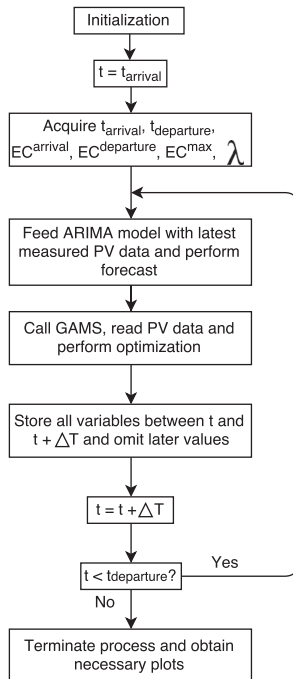 Initialization
t = tarrival
Acquire tarrival, tdeparture,
ECarrival, ECdeparture, ECmax, λ
Feed ARIMA model with latest
measured PV data and perform
forecast
Call GAMS, read PV data and
perform optimization
Store all variables between t and
t + △T and omit later values
t = t + △T
t < tdeparture?
Yes
No
Terminate process and obtain
necessary plots